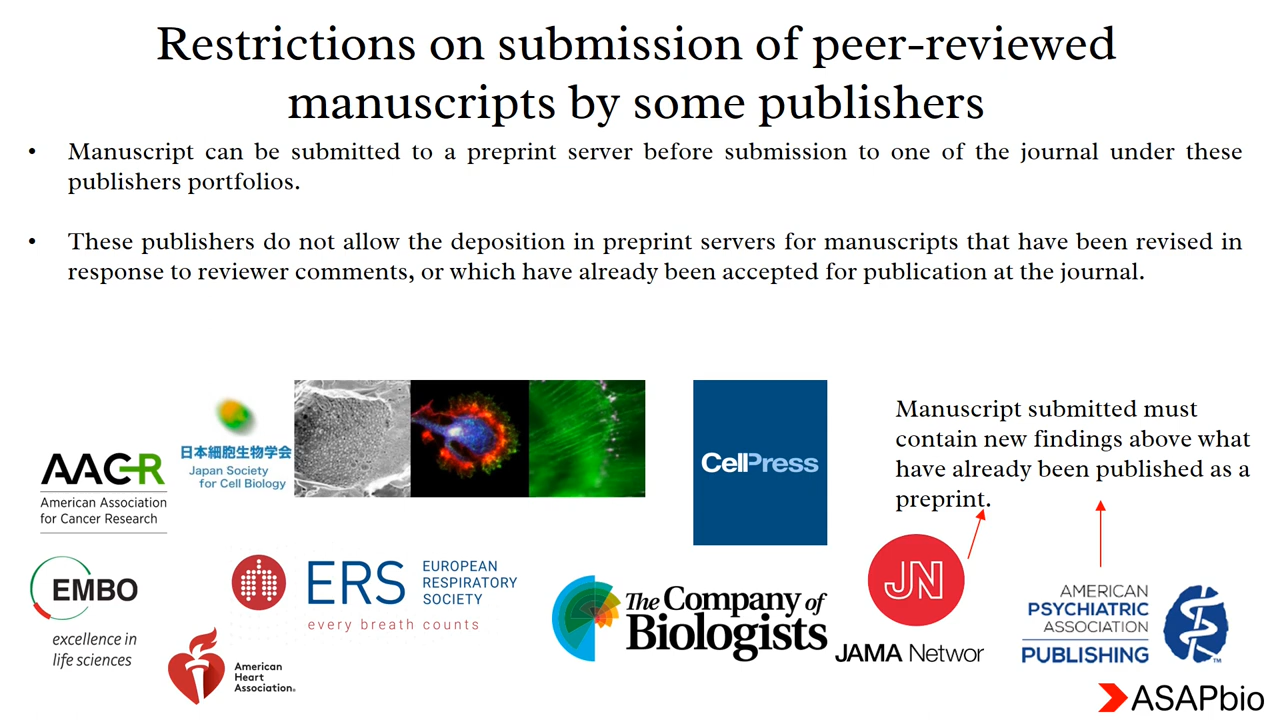 Restrictions on submission of peer-reviewed
manuscripts by some publishers
• Manuscript can be submitted to a preprint server before submission to one of the journal under these
publishers portfolios.
• These publishers do not allow the deposition in preprint servers for manuscripts that have been revised in
response to reviewer comments, or which have already been accepted for publication at the journal.
AACR
American Association
for Cancer Research
日本細胞生物学会
Japan Society
for Cell Biology
CellPress
Manuscript submitted must
contain new findings above what
have already been published as a
preprint.
EMBO
excellence in
life sciences
ERS
EUROPEAN
RESPIRATORY
SOCIETY
every breath counts
American
Heart
Association®
The Company of
Biologists
JN
JAMA Networ
AMERICAN
PSYCHIATRIC
ASSOCIATION
PUBLISHING
TM
ASAPbio